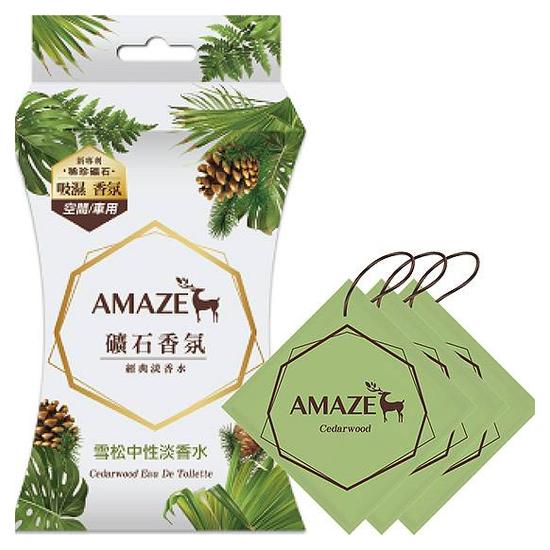 新專利
稀珍礦石
吸濕 香氛
空間/車用
AMAZE
礦石香氛
經典淡香水
雪松中性淡香水
Cedarwood Eau De Toilette
AMAZE
Cedarwood